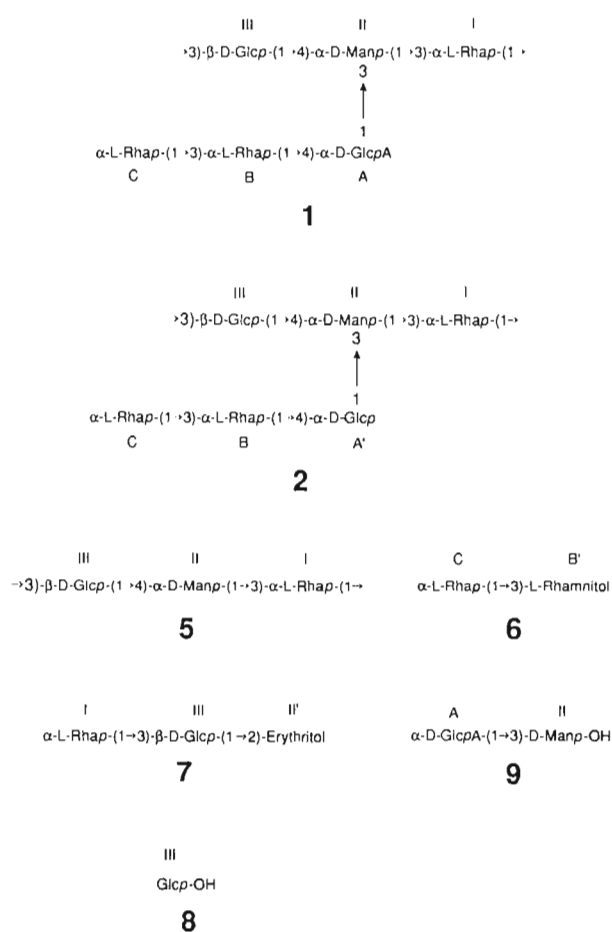 III II I
→3)-β-D-Glcp-(1→4)-α-D-Manp-(1→3)-α-L-Rhap-(1→
3
1
α-L-Rhap-(1→3)-α-L-Rhap-(1→4)-α-D-GlcpA
C B A
1
III II I
→3)-β-D-Glcp-(1→4)-α-D-Manp-(1→3)-α-L-Rhap-(1→
3
1
α-L-Rhap-(1→3)-α-L-Rhap-(1→4)-α-D-Glcp
C B A'
2
III II I
→3)-β-D-Glcp-(1→4)-α-D-Manp-(1→3)-α-L-Rhap-(1→
5
C B'
α-L-Rhap-(1→3)-L-Rhamnitol
6
I III II'
α-L-Rhap-(1→3)-β-D-Glcp-(1→2)-Erythritol
7
A II
α-D-GlcpA-(1→3)-D-Manp-OH
9
III
Glcp-OH
8